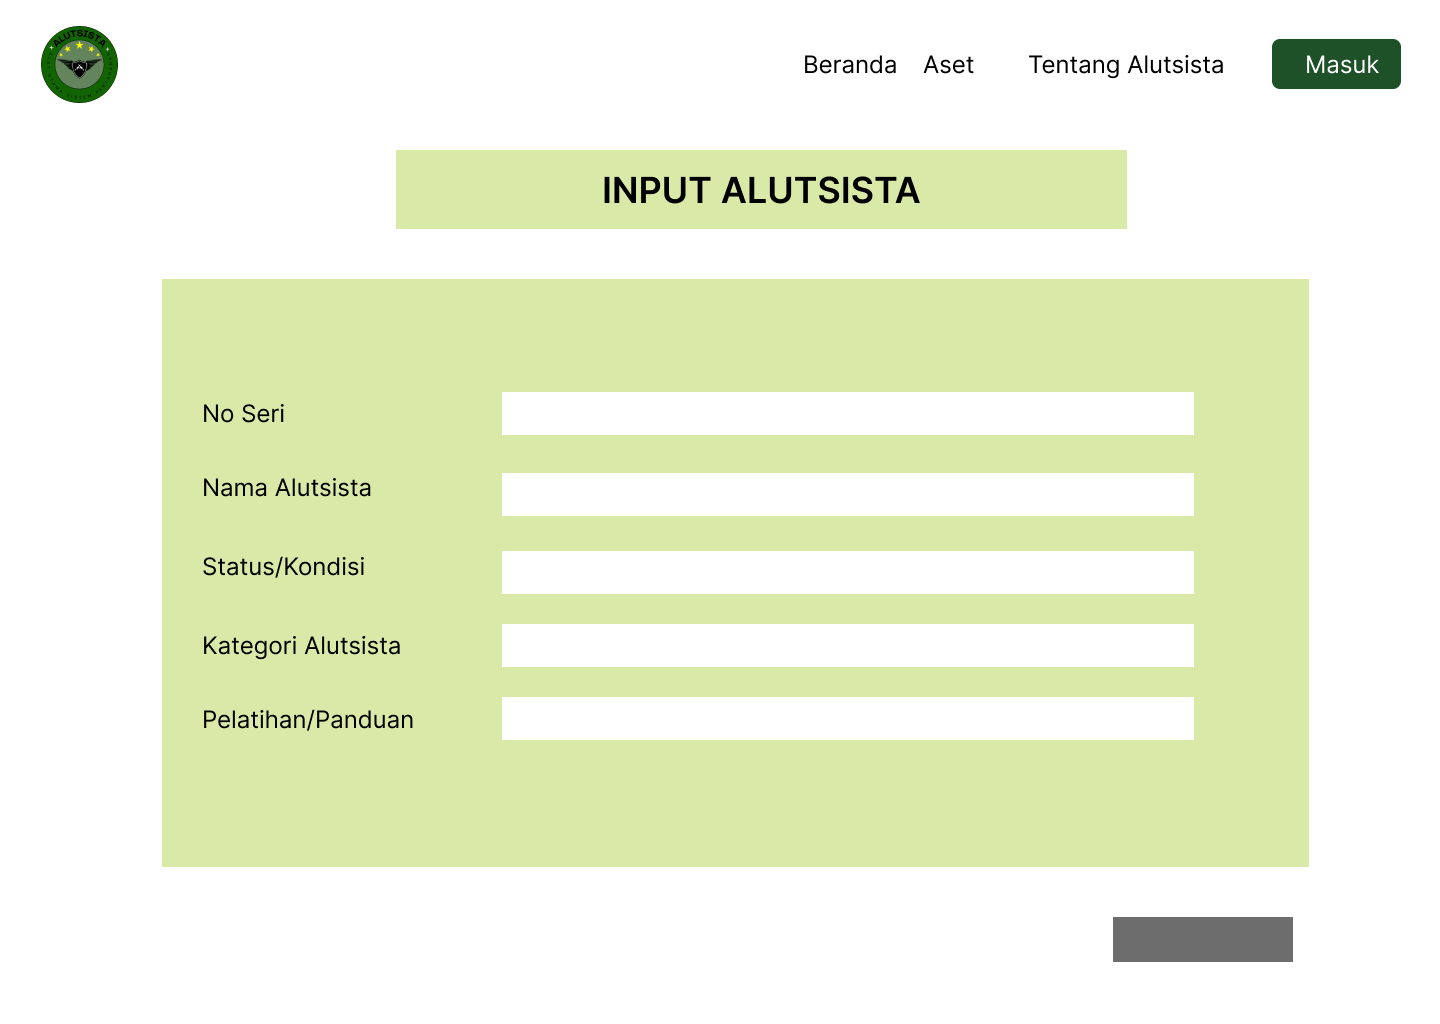 ALUTSISTA
Beranda Aset Tentang Alutsista Masuk
INPUT ALUTSISTA
No Seri
Nama Alutsista
Status/Kondisi
Kategori Alutsista
Pelatihan/Panduan